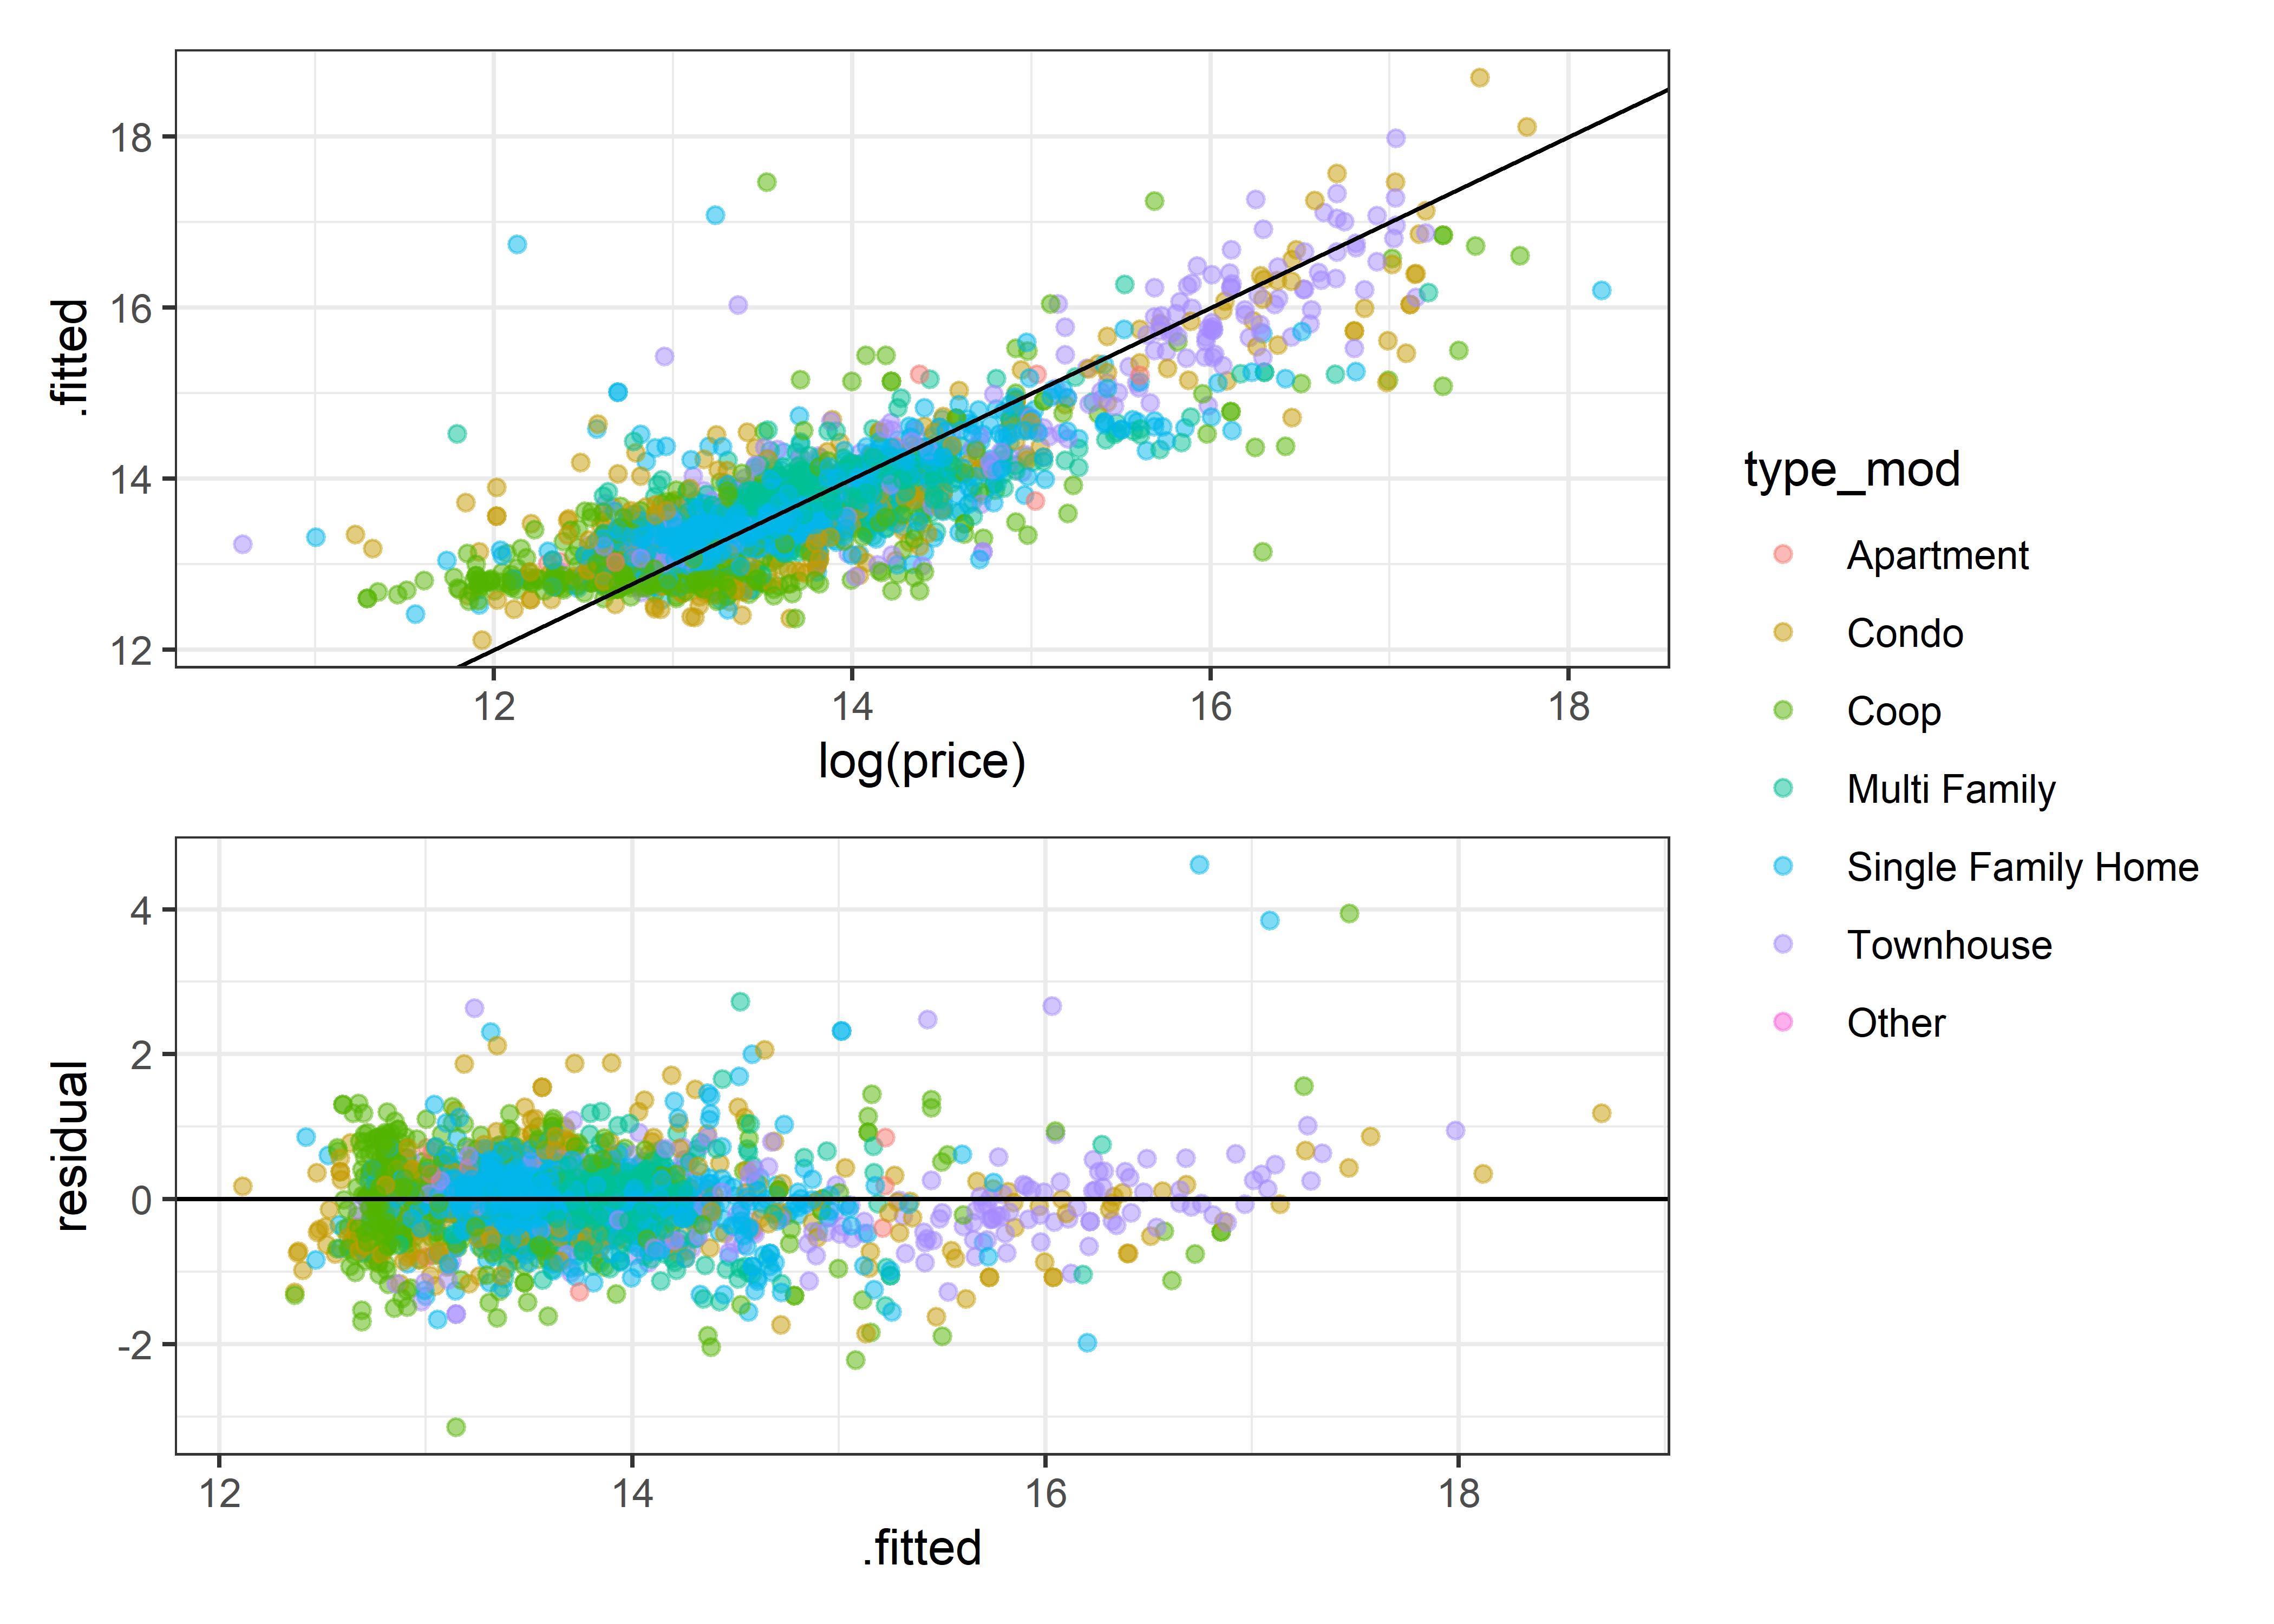 .fitted
18
16
14
12
12 14 16 18
log(price)
residual
4
2
0
-2
12 14 16 18
.fitted
type_mod
Apartment
Condo
Coop
Multi Family
Single Family Home
Townhouse
Other